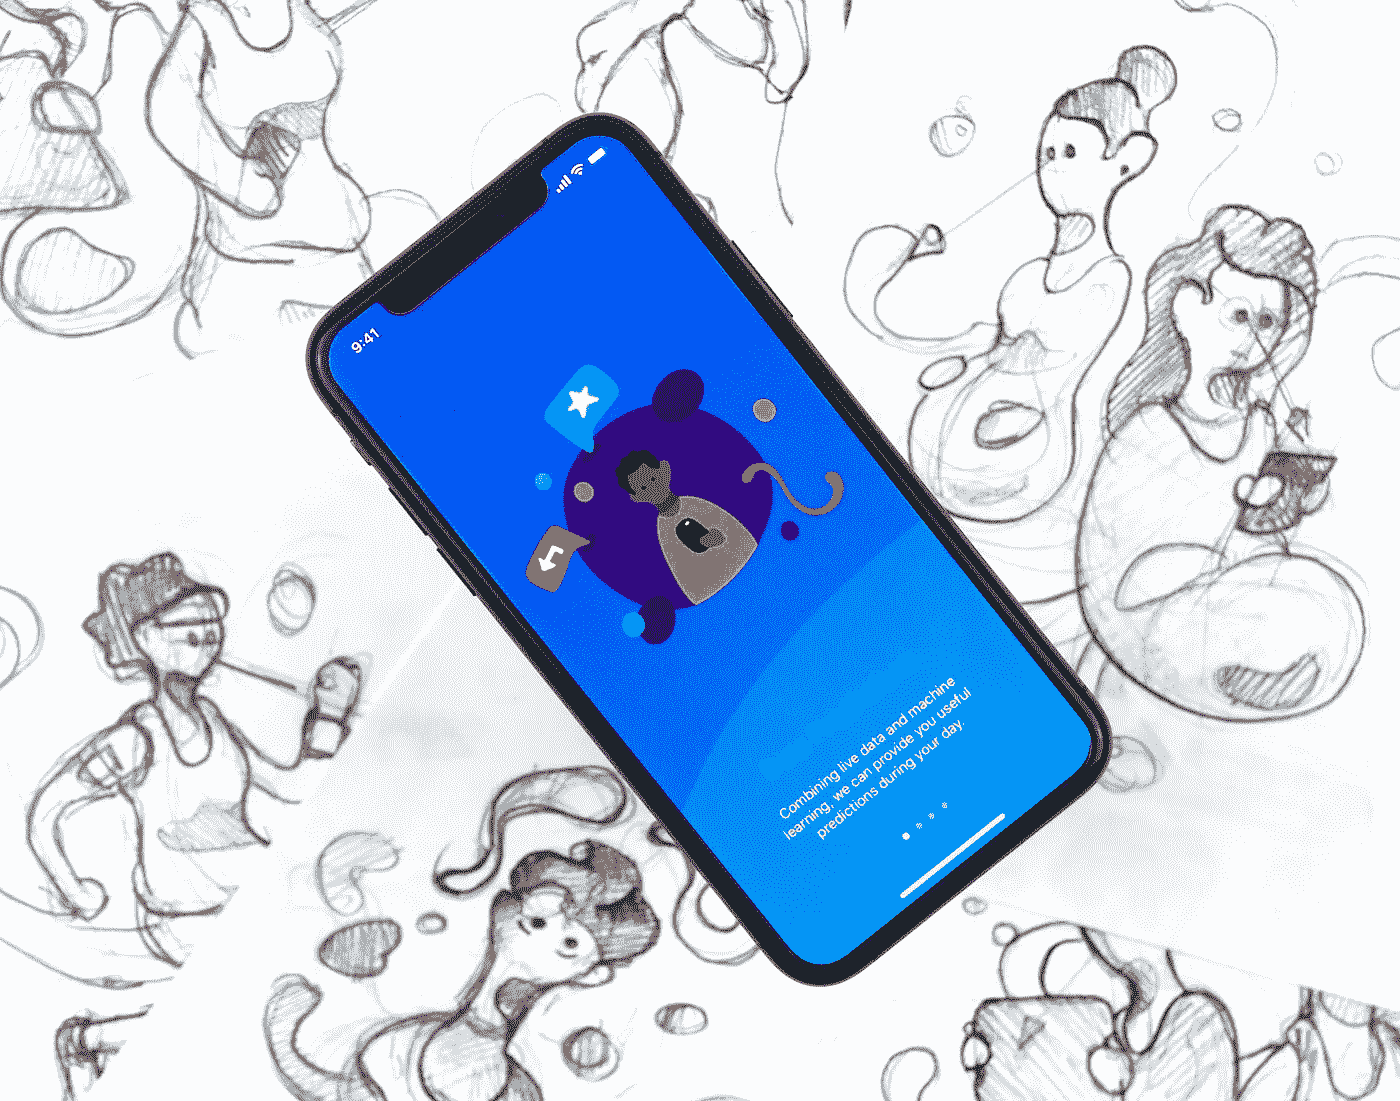 9:41
Combining live data and machine
learning, we can provide you useful
predictions during your day.